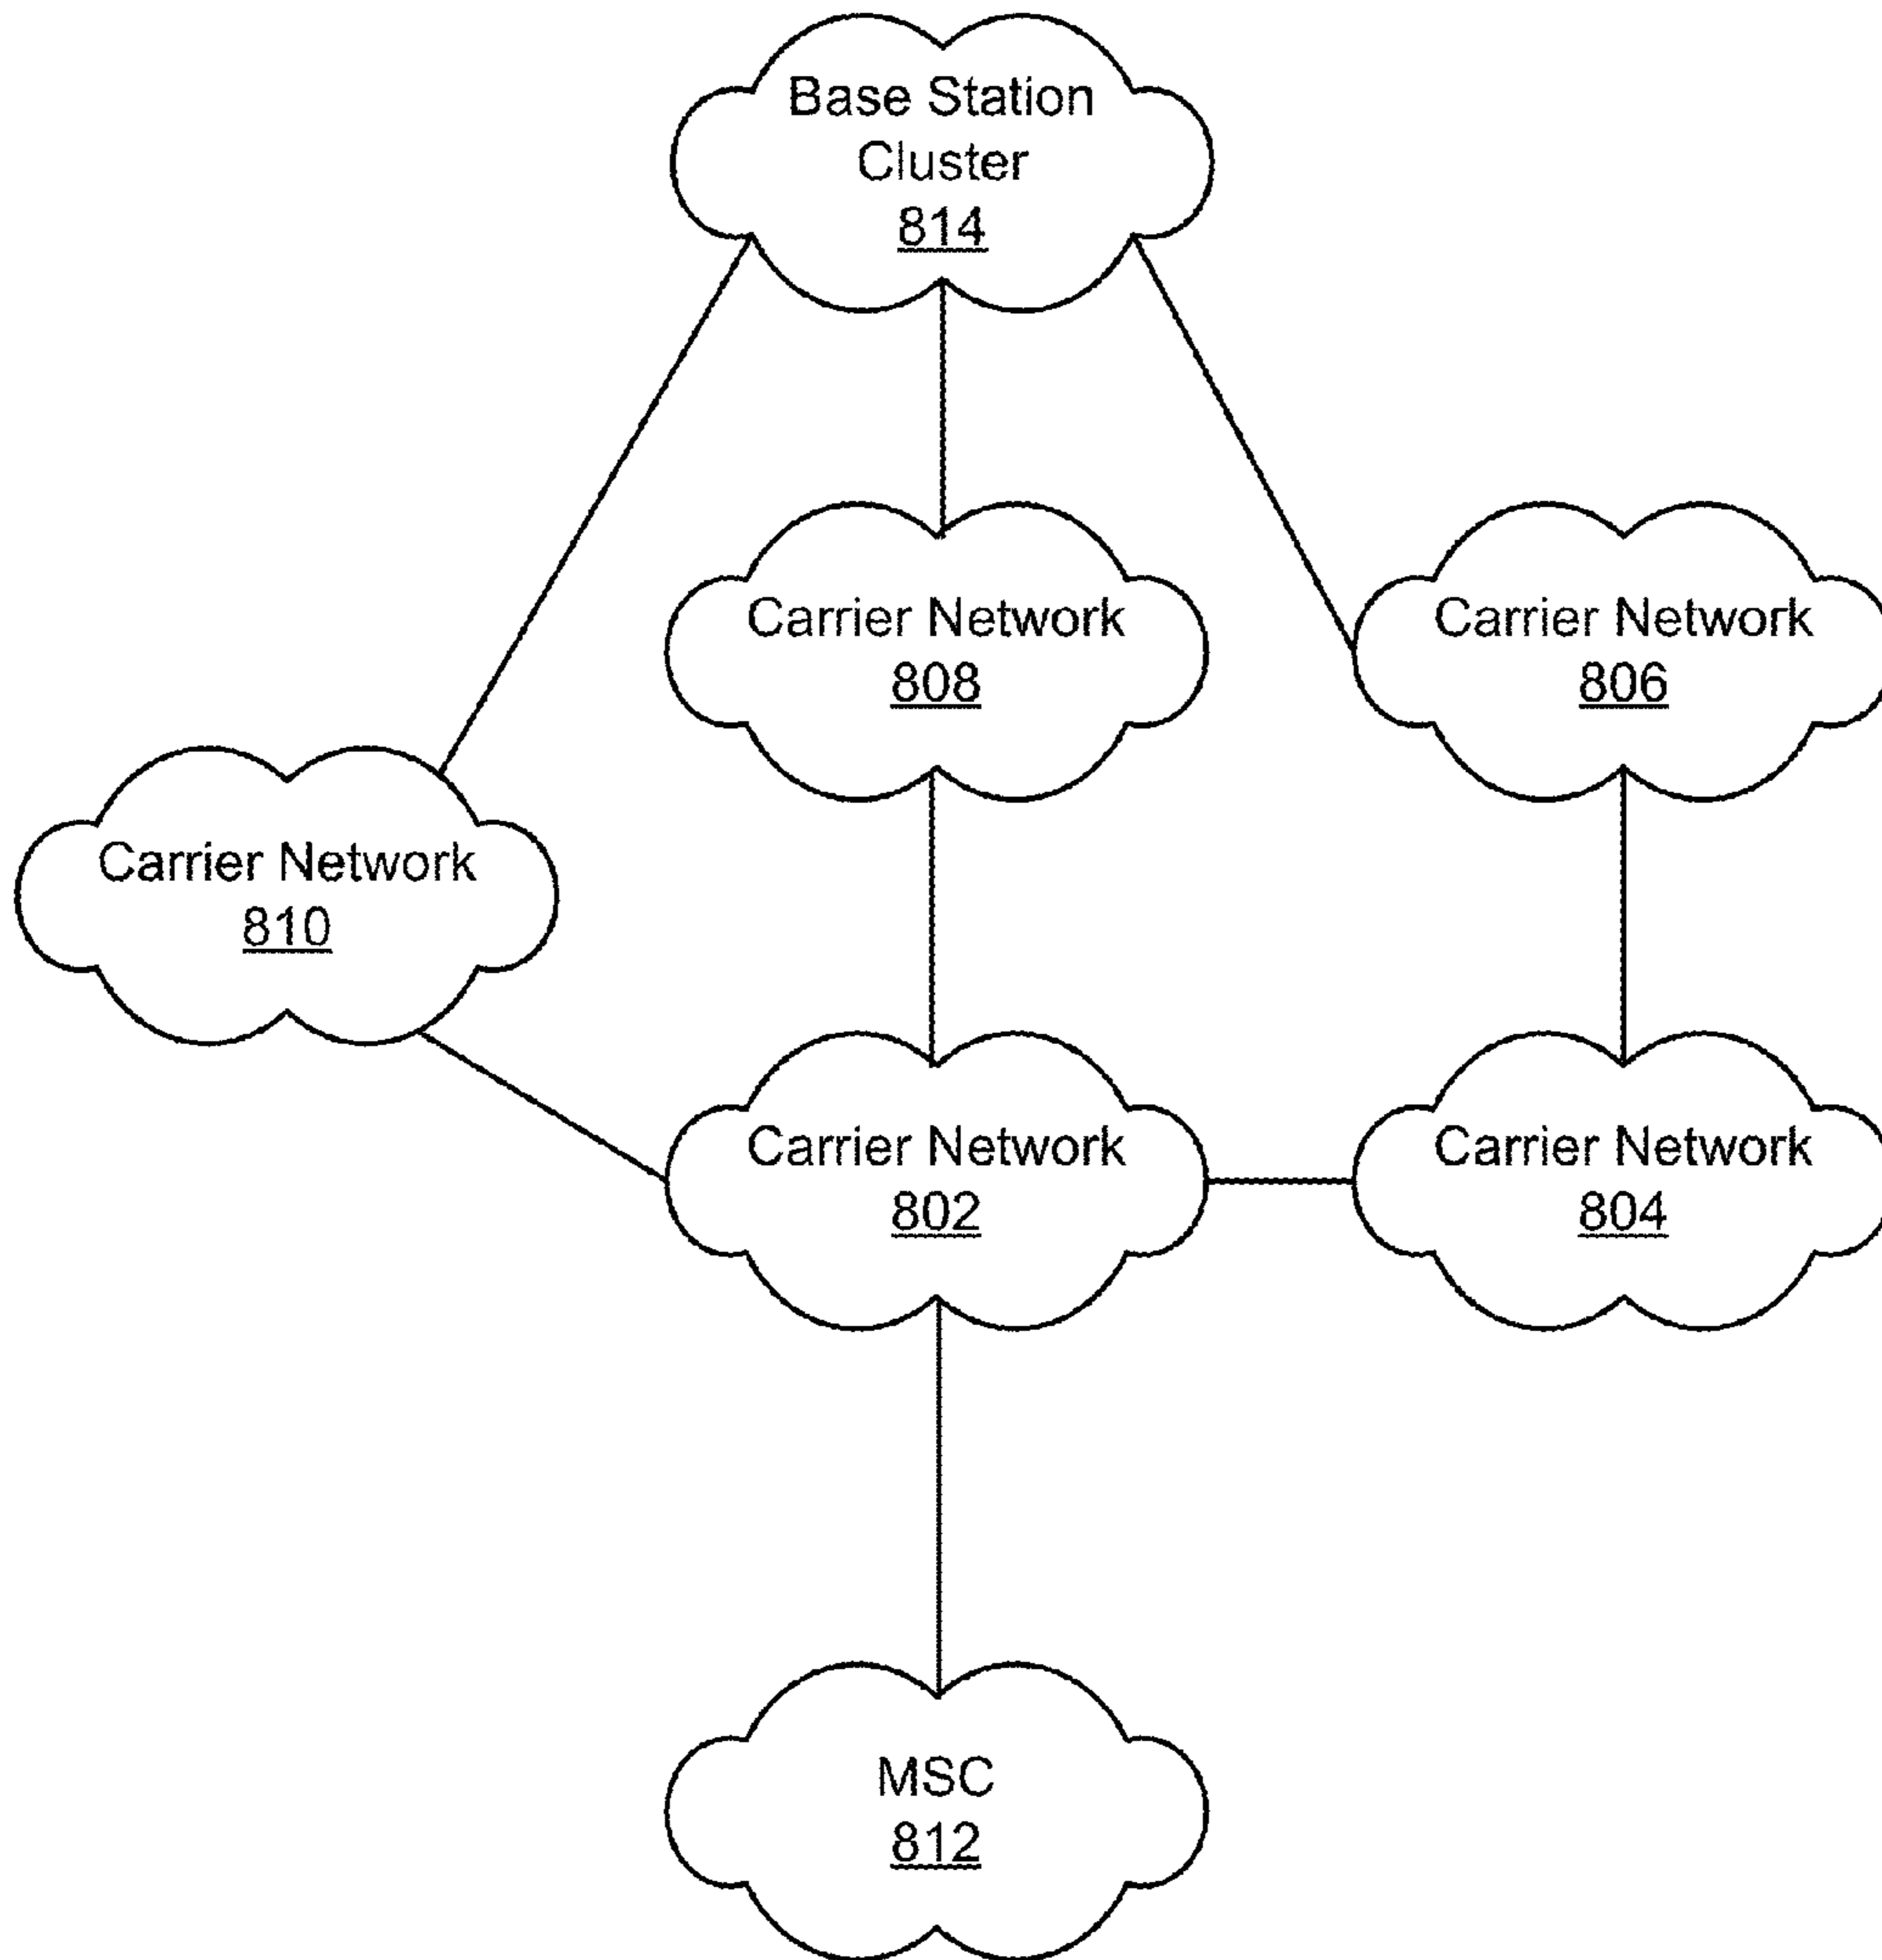 Base Station
Cluster
814
Carrier Network
808
Carrier Network
806
Carrier Network
810
Carrier Network
802
Carrier Network
804
MSC
812